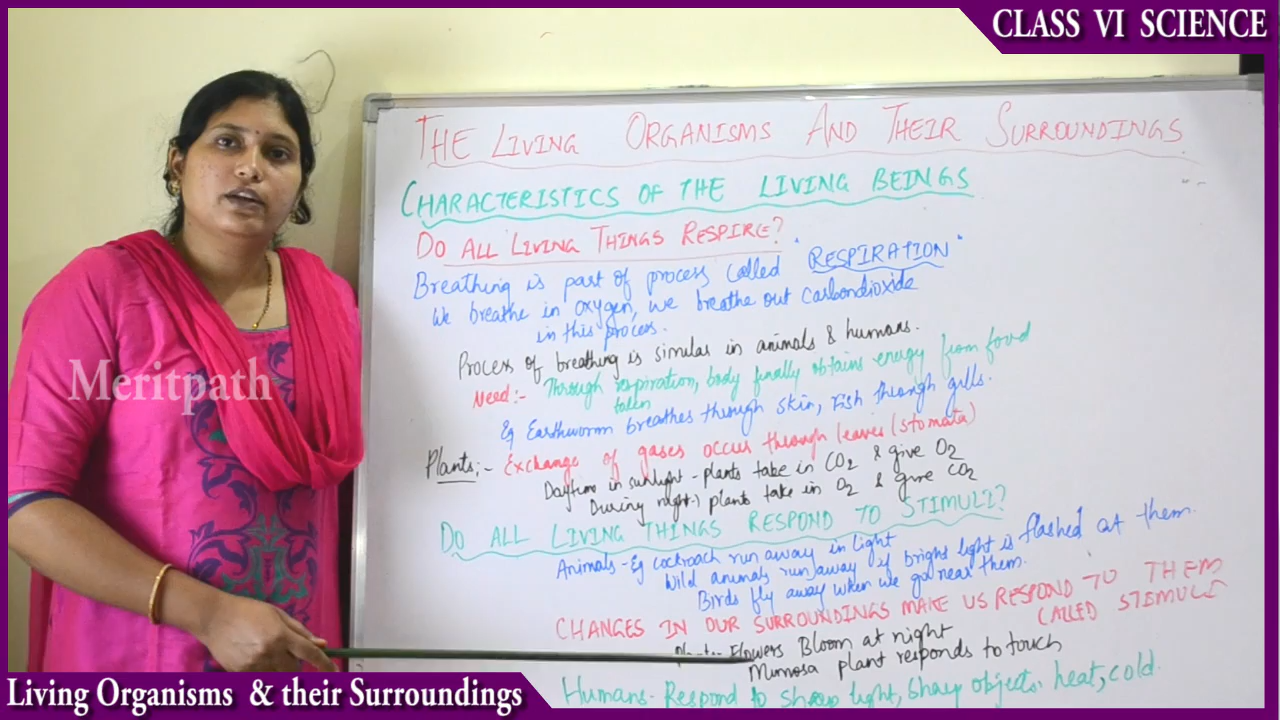 CLASS VI SCIENCE
THE LIVING ORGANISMS AND THEIR SURROUNDINGS
CHARACTERISTICS OF THE LIVING BEINGS
DO ALL LIVING THINGS RESPIRE?
Breathing is part of process called "RESPIRATION"
We breathe in oxygen, we breathe out carbondioxide
in this process.
Process of breathing is similar in animals & humans.
Need:- Through respiration, body finally obtains energy from food
taken
Eg Earthworm breathes through skin, fish through gills.
Plants:- Exchange of gases occur through leaves (stomata)
Daytime in sunlight - plants take in CO2 & give O2
During night-) plants take in O2 & give CO2
DO ALL LIVING THINGS RESPOND TO STIMULI?
Animals - Eg cockroach run away in light
Wild animals run away if bright light is flashed at them.
Birds fly away when we go near them.
CHANGES IN OUR SURROUNDINGS MAKE US RESPOND TO THEM
CALLED STIMULI
Flowers Bloom at night
Mimosa plant responds to touch
Humans - Respond to light, sharp objects, heat, cold.
Meritpath
Living Organisms & their Surroundings